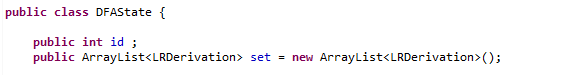 public class DFAState {
public int id ;
public ArrayList<LRDerivation> set = new ArrayList<LRDerivation>();